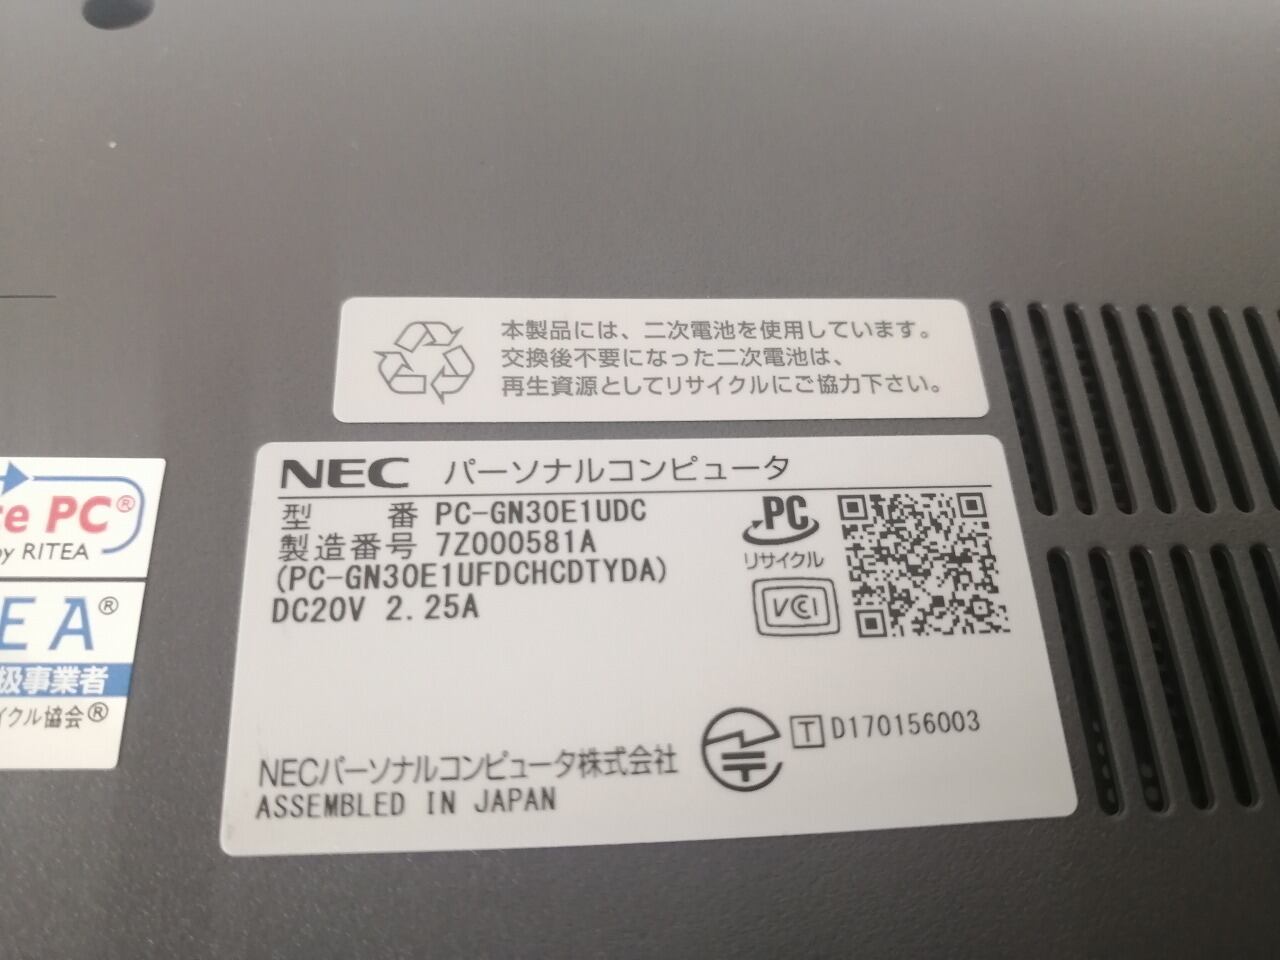 本製品には、二次電池を使用しています。
交換後不要になった二次電池は、
再生資源としてリサイクルにご協力下さい。
NEC パーソナルコンピュータ
型 番 PC-GN30E1UDC
製造番号 7Z000581A
(PC-GN30E1UFDCHCDTYDA)
DC20V 2.25A
PC
リサイクル
VCCI
T D170156003
NECパーソナルコンピュータ株式会社
ASSEMBLED IN JAPAN
PC®
by RITEA
EA®
扱事業者
イクル協会®